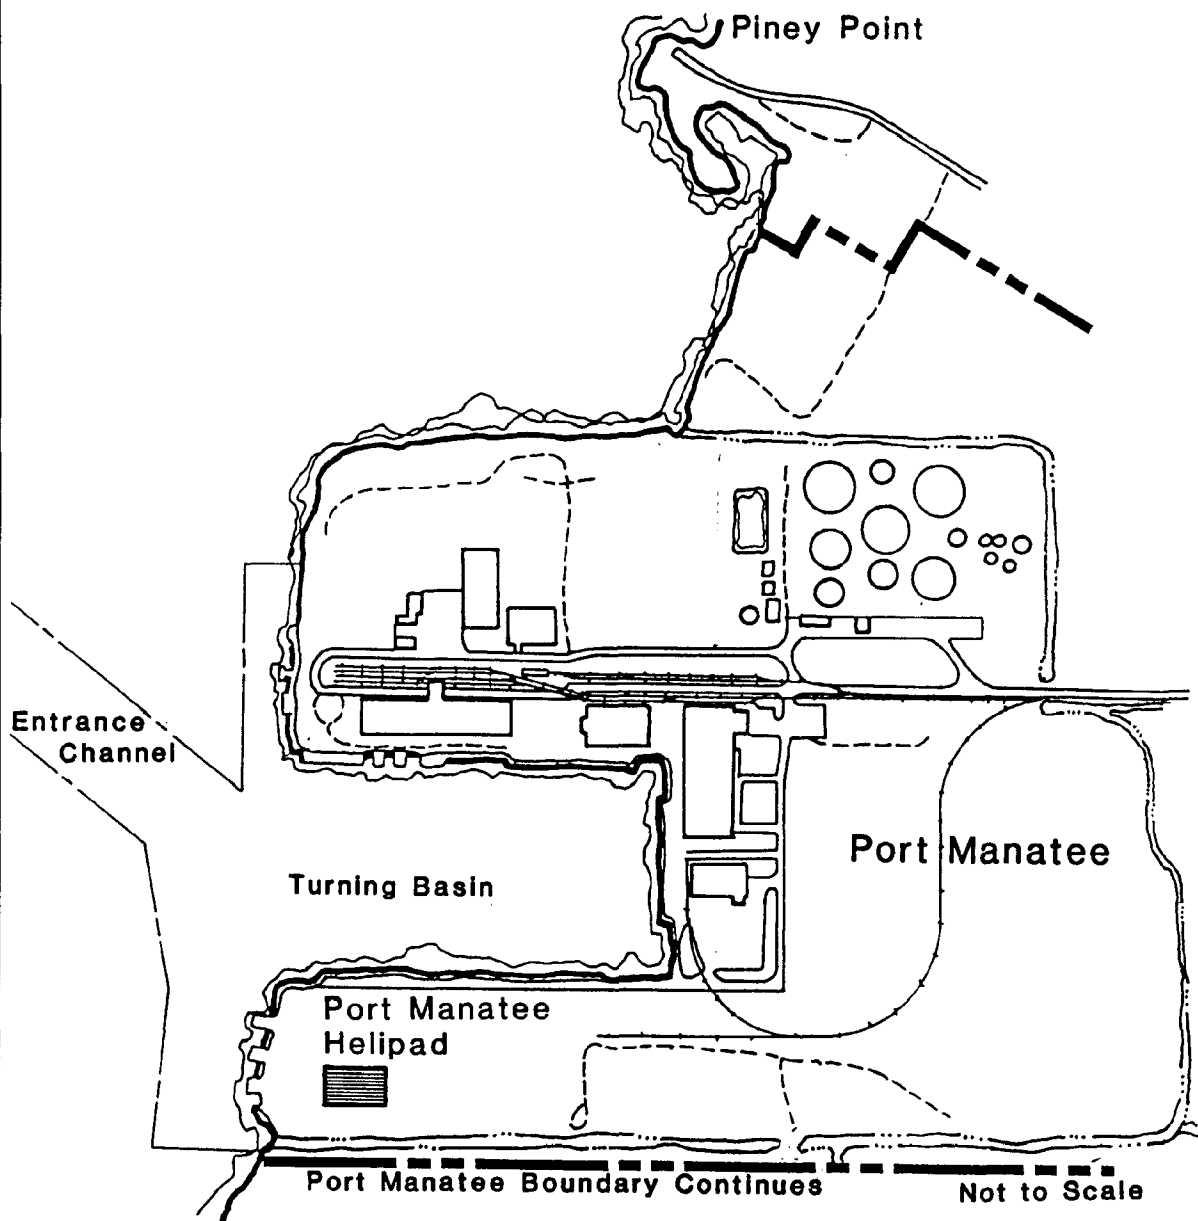 Piney Point
Entrance
Channel
Port Manatee
Turning Basin
Port Manatee
Helipad
Port Manatee Boundary Continues
Not to Scale